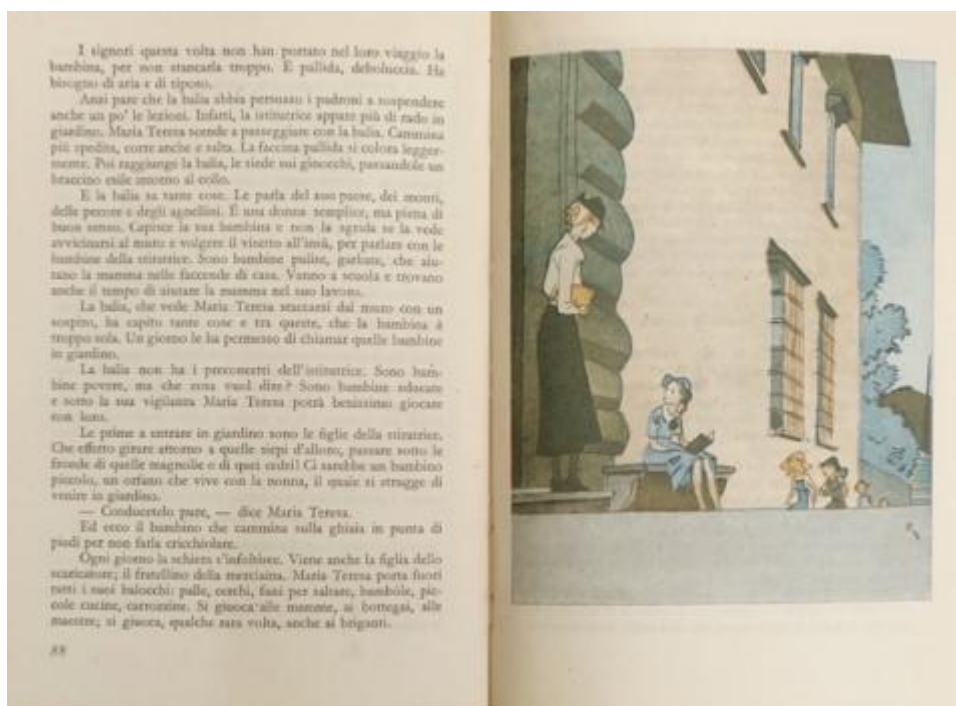 I signori questa volta non han portato nel loro viaggio la
bambina, per non stancarla troppo. È pallida, deboluccia. Ha
bisogno di aria e di riposo.
Anzi pare che la balia abbia persuaso i padroni a sospendere
anche un po' le lezioni. Infatti, la istitutrice appare più di rado in
giardino. Maria Teresa scende a passeggiare con la balia. Cammina
più spedita, corre anche e salta. La faccina pallida si colora legger-
mente. Poi raggiungi la balia, le siede sui ginocchi, passandole un
braccino esile intorno al collo.
E la balia sa tante cose. Le parla del suo paese, dei monti,
delle pecore e degli agnellini. È una donna semplice, ma piena di
buon senso. Capisce la sua bambina e non la sgrida se la vede
avvicinarsi al muro e volgere il visetto all'insù, per parlare con le
bambine della stiratrice. Sono bambine pulite, garbate, che aiu-
tano la mamma nelle faccende di casa. Vanno a scuola e trovano
anche il tempo di aiutare la mamma nel suo lavoro.
La balia, che vede Maria Teresa staccarsi dal muro con un
sospiro, ha capito tante cose e tra queste, che la bambina è
troppo sola. Un giorno le ha permesso di chiamar quelle bambine
in giardino.
La balia non ha i preconcetti dell'istitutrice. Sono bam-
bine povere, ma che cosa vuol dire? Sono bambine educate
e sotto la sua vigilanza Maria Teresa potrà benissimo giocare
con loro.
Le prime a entrare in giardino sono le figlie della stiratrice.
Che effetto girare attorno a quelle siepi d'alloro, passare sotto le
fronde di quelle magnolie e di quei cedri! Ci sarebbe un bambino
piccolo, un orfano che vive con la nonna, il quale si strugge di
venire in giardino.
— Conducetelo pure, — dice Maria Teresa.
Ed ecco il bambino che cammina sulla ghiaia in punta di
piedi per non farla cricchiolare.
Ogni giorno la schiera s'infoltisce. Viene anche la figlia dello
scaricatore; il fratellino della merciaina. Maria Teresa porta fuori
tutti i suoi balocchi: palle, cerchi, funi per saltare, bambole, pic-
cole cucine, carrozzine. Si giuoca alle mamme, ai bottegai, alle
maestre; si giuoca, qualche rara volta, anche ai briganti.
88